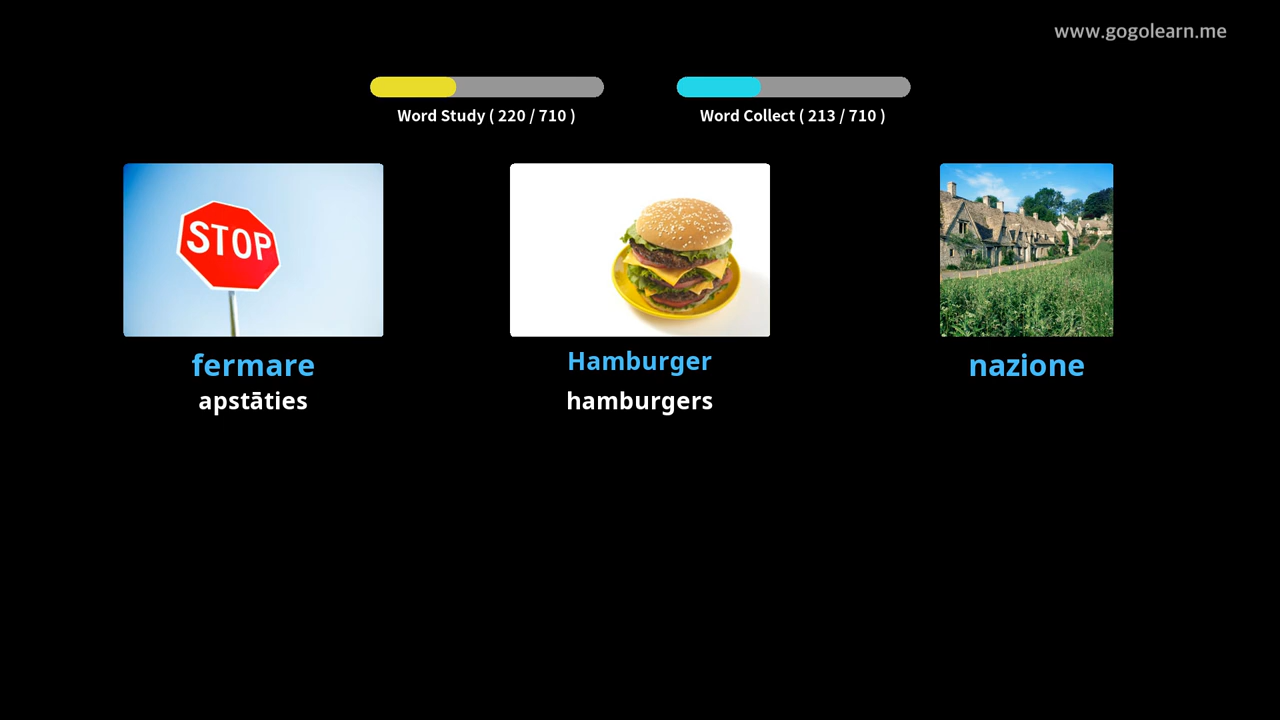 www.gogolearn.me
Word Study ( 220 / 710 )
Word Collect ( 213 / 710 )
STOP
fermare
apstāties
Hamburger
hamburgers
nazione